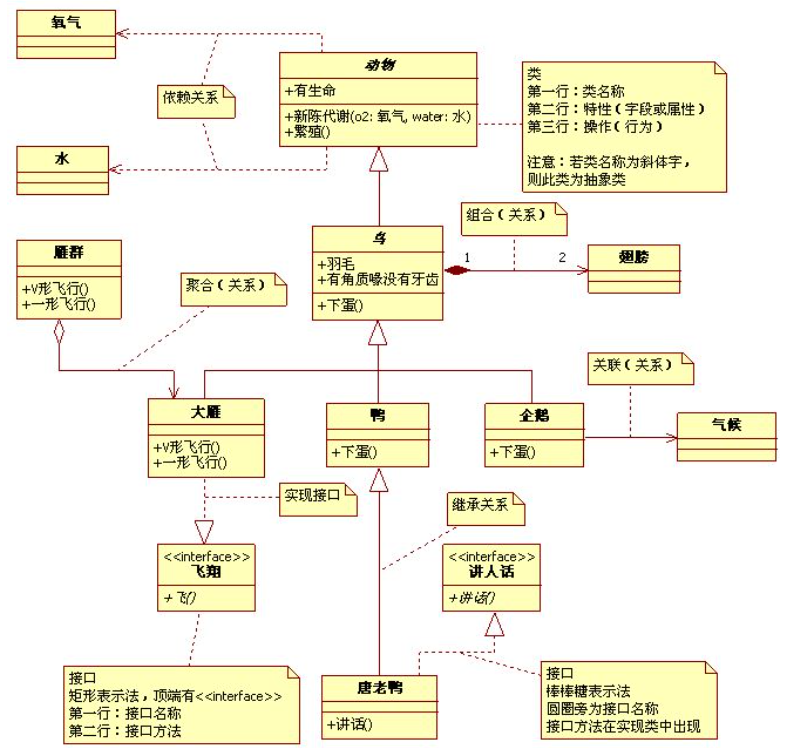 氧气
动物
+有生命
+新陈代谢(o2: 氧气, water: 水)
+繁殖()
类
第一行：类名称
第二行：特性（字段或属性）
第三行：操作（行为）
注意：若类名称为斜体字，
则此类为抽象类
依赖关系
水
雁群
+V形飞行()
+一形飞行()
聚合（关系）
鸟
+羽毛
+有角质喙没有牙齿
+下蛋()
组合（关系）
1
2
翅膀
关联（关系）
大雁
+V形飞行()
+一形飞行()
鸭
+下蛋()
企鹅
+下蛋()
气候
实现接口
继承关系
<<interface>>
飞翔
+飞()
<<interface>>
讲人话
+讲话()
接口
矩形表示法，顶端有<<interface>>
第一行：接口名称
第二行：接口方法
唐老鸭
+讲话()
接口
棒棒糖表示法
圆圈旁为接口名称
接口方法在实现类中出现